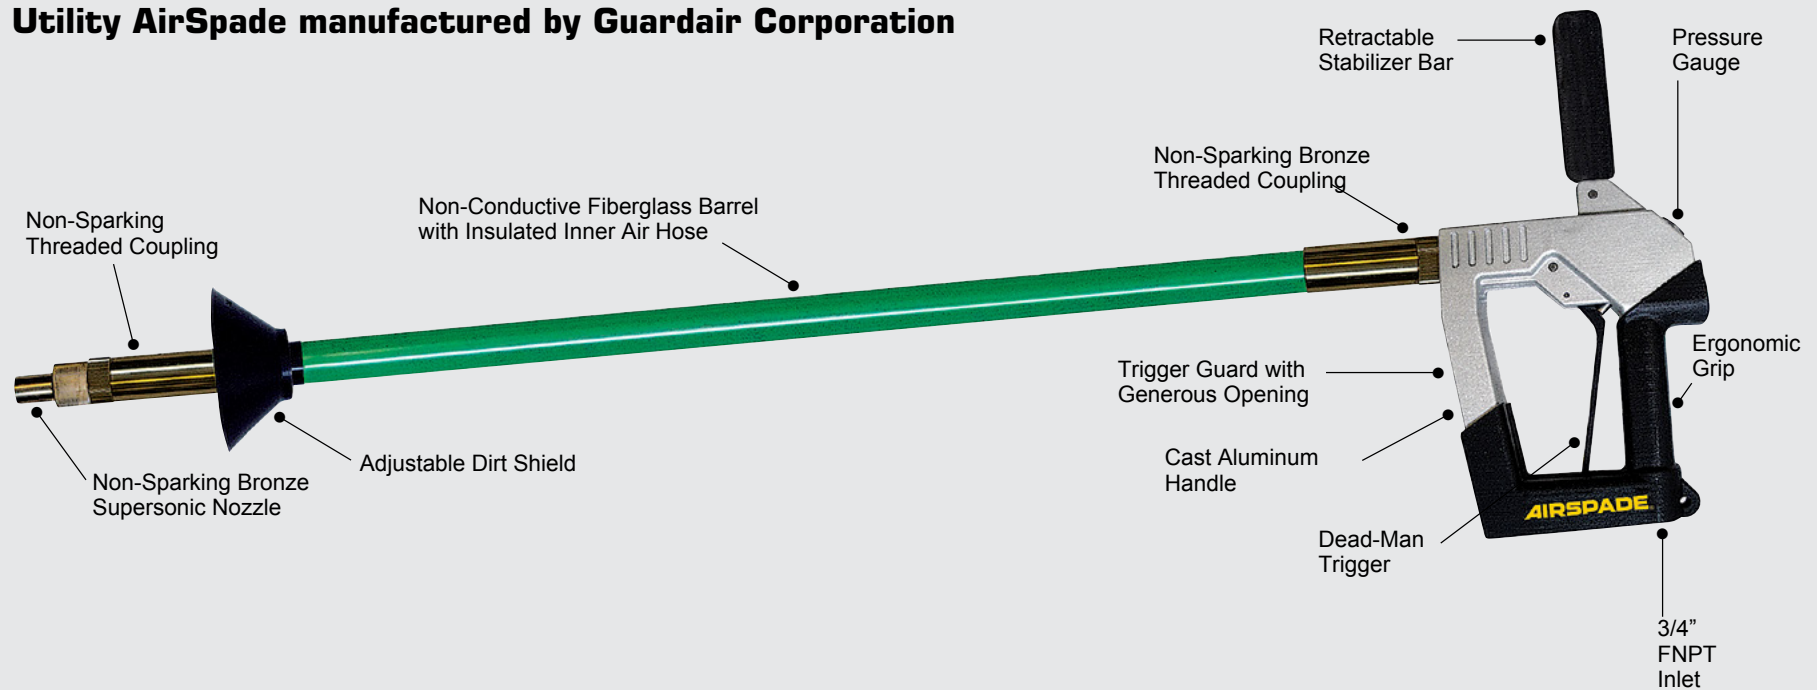 Utility AirSpade manufactured by Guardair Corporation
Retractable
Stabilizer Bar
Pressure
Gauge
Non-Sparking Bronze
Threaded Coupling
Non-Conductive Fiberglass Barrel
with Insulated Inner Air Hose
Non-Sparking
Threaded Coupling
Ergonomic
Grip
Trigger Guard with
Generous Opening
Adjustable Dirt Shield
Cast Aluminum
Handle
Non-Sparking Bronze
Supersonic Nozzle
AIRSPADE
Dead-Man
Trigger
3/4”
FNPT
Inlet